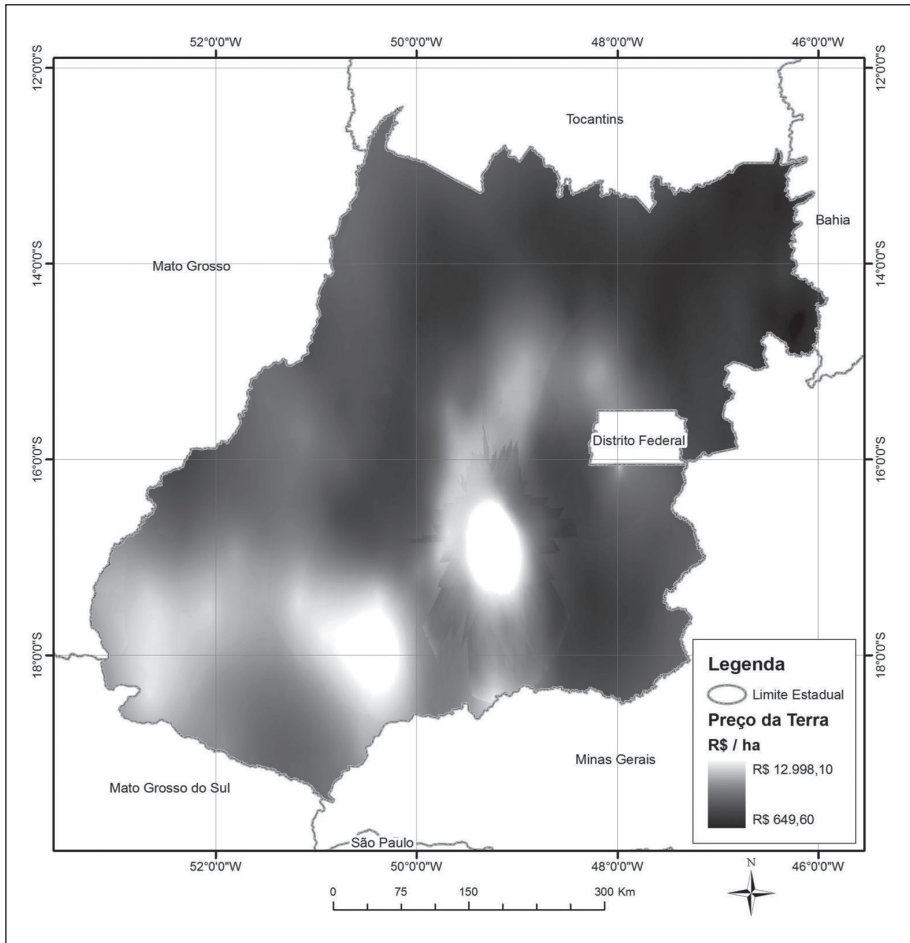 52°0'0"W
50°0'0"W
48°0'0"W
46°0'0"W
12°0'0"S
12°0'0"S
Tocantins
Bahia
Mato Grosso
14°0'0"S
14°0'0"S
Distrito Federal
16°0'0"S
16°0'0"S
18°0'0"S
18°0'0"S
Legenda
Limite Estadual
Preço da Terra
R$ / ha
R$ 12.998,10
R$ 649,60
Minas Gerais
Mato Grosso do Sul
São Paulo
52°0'0"W
50°0'0"W
48°0'0"W
46°0'0"W
0 75 150 300 Km
N